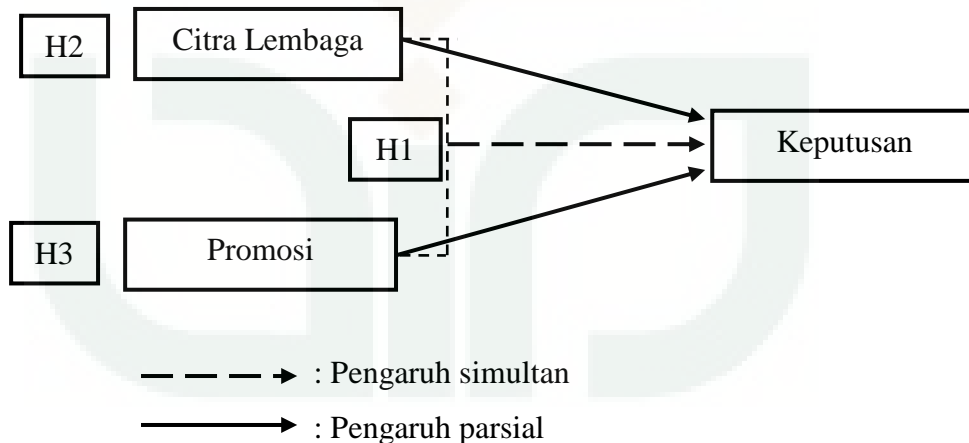 H2
Citra Lembaga
H1
Keputusan
H3
Promosi
: Pengaruh simultan
: Pengaruh parsial